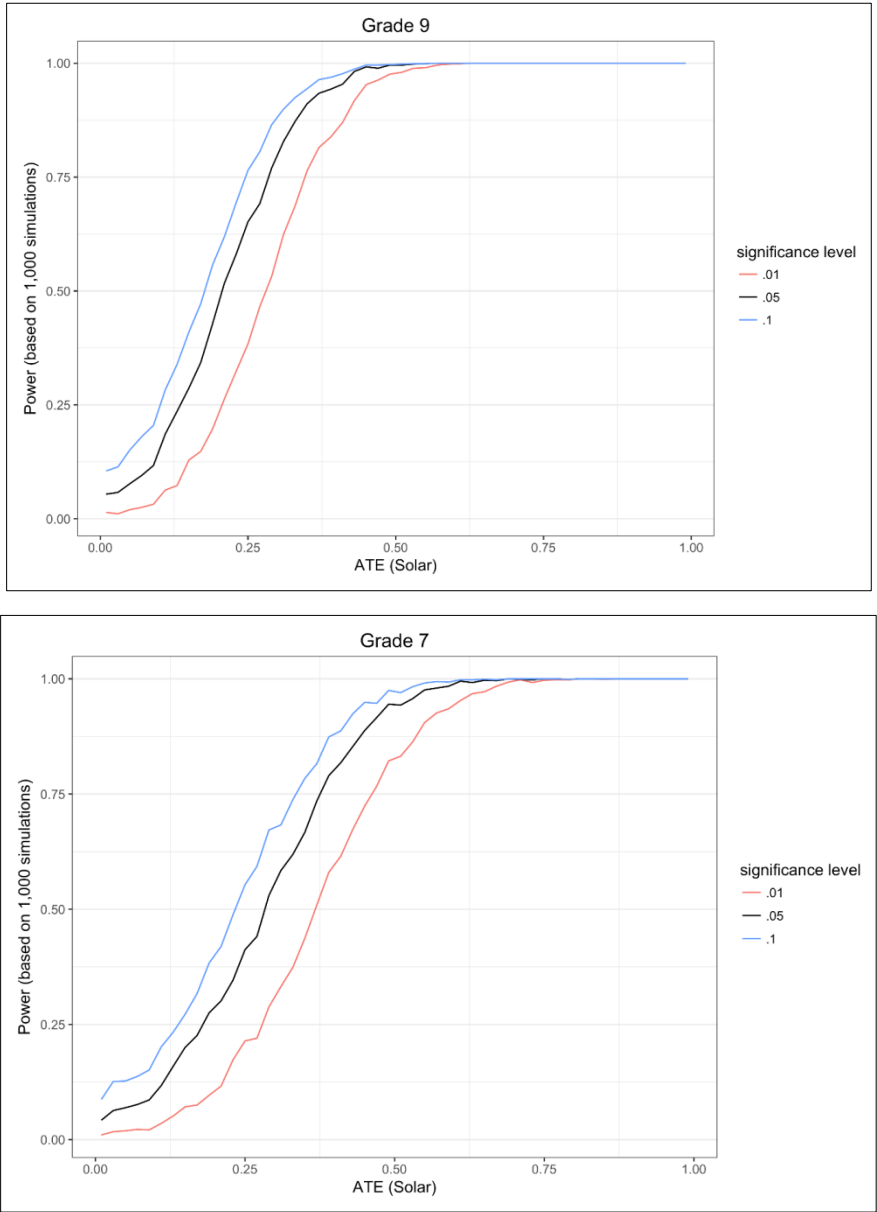 Grade 9
Power (based on 1,000 simulations)
1.00
0.75
0.50
0.25
0.00
0.00 0.25 0.50 0.75 1.00
ATE (Solar)
significance level
.01
.05
.1
Grade 7
Power (based on 1,000 simulations)
1.00
0.75
0.50
0.25
0.00
0.00 0.25 0.50 0.75 1.00
ATE (Solar)
significance level
.01
.05
.1